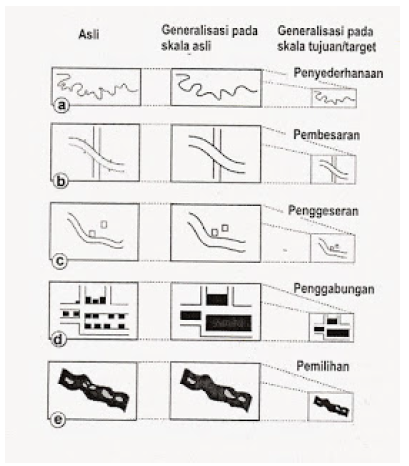 Asli
Generalisasi pada
skala asli
Generalisasi pada
skala tujuan/target
Penyederhanaan
a
Pembesaran
b
Penggeseran
c
Penggabungan
d
Pemilihan
e